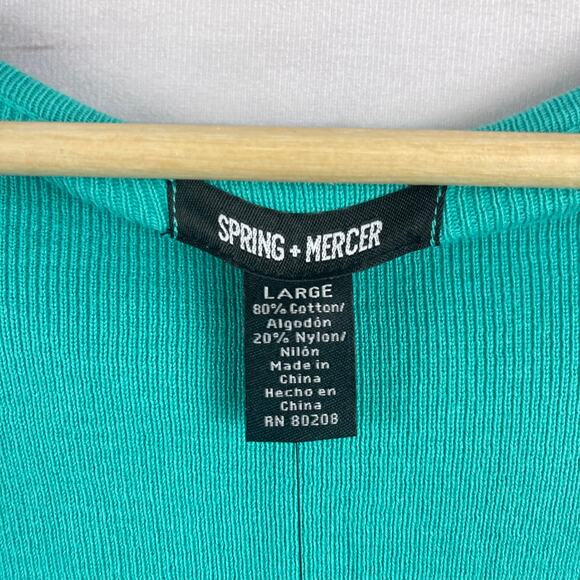 SPRING + MERCER
LARGE
80% Cotton/
Algodón
20% Nylon/
Nilón
Made in
China
Hecho en
China
RN 80208